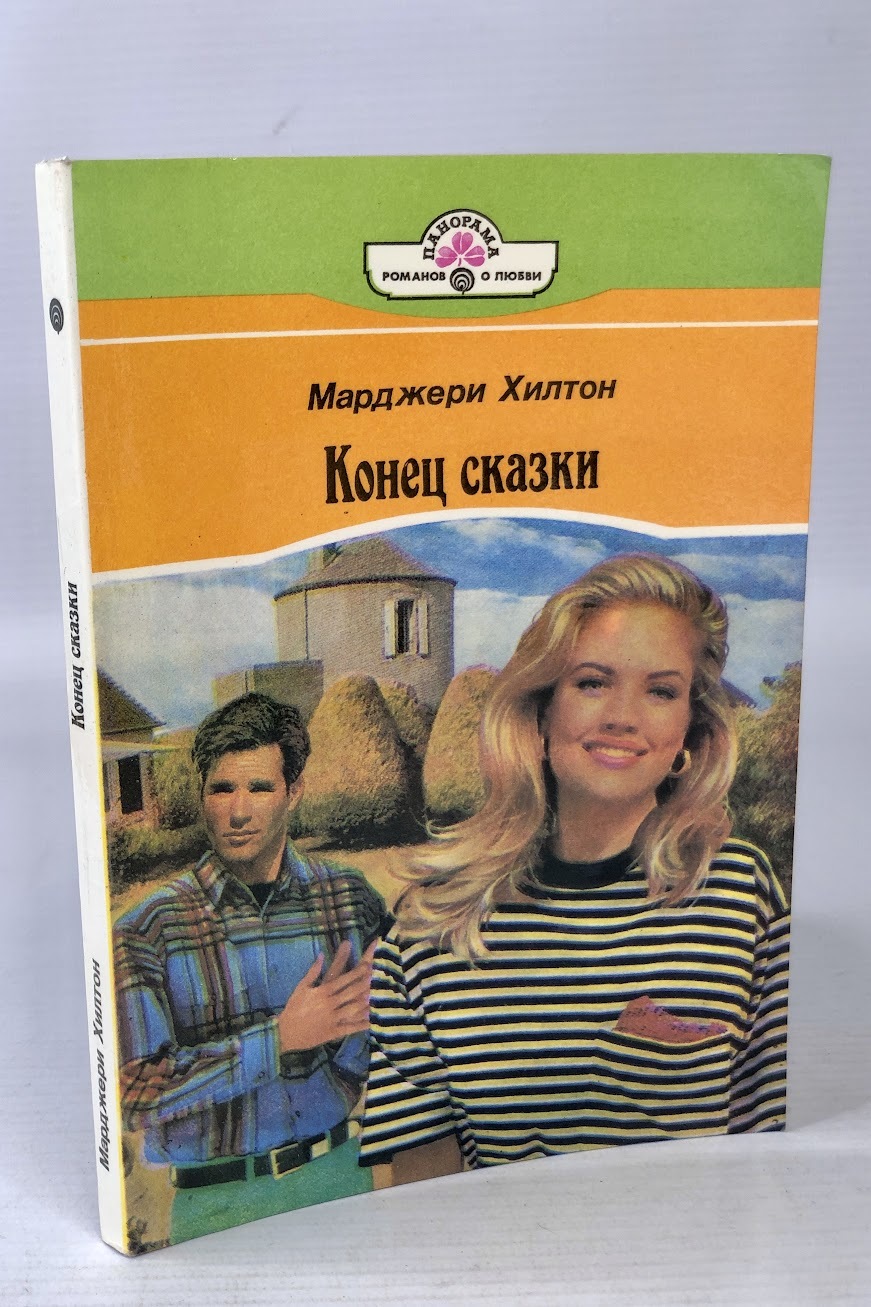 ПАНОРАМА
РОМАНОВ О ЛЮБВИ
Марджери Хилтон
Конец сказки
Конец сказки
Марджери Хилтон